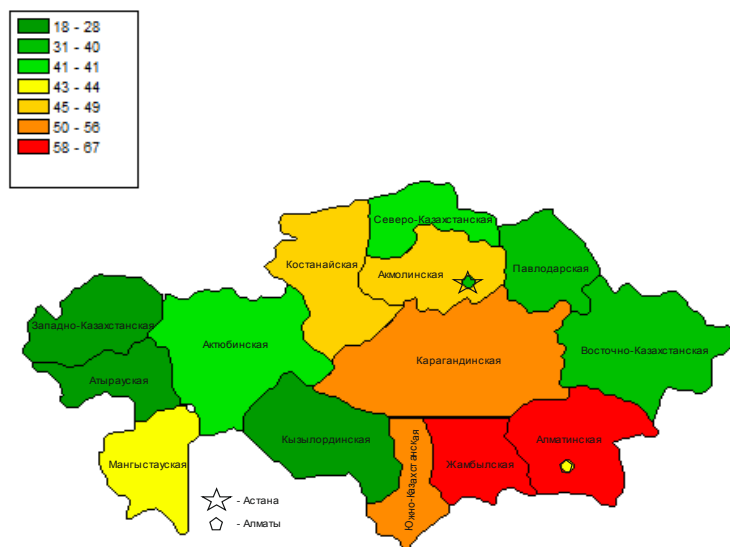 18 - 28
31 - 40
41 - 41
43 - 44
45 - 49
50 - 56
58 - 67
Северо-Казахстанская
Костанайская
Акмолинская
Павлодарская
Западно-Казахстанская
Актюбинская
Карагандинская
Восточно-Казахстанская
Атырауская
Кызылординская
Южно-Казахстанская
Жамбылская
Алматинская
Мангыстауская
- Астана
- Алматы